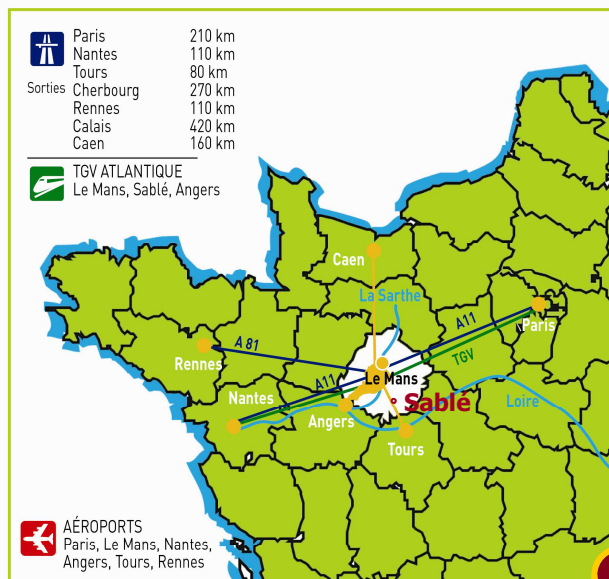 Paris 210 km
Nantes 110 km
Tours 80 km
Sorties Cherbourg 270 km
Rennes 110 km
Calais 420 km
Caen 160 km
TGV ATLANTIQUE
Le Mans, Sablé, Angers
Caen
La Sarthe
A11
Paris
A 81
TGV
Rennes
A11
Le Mans
Nantes
Sablé
Loire
Angers
Tours
AÉROPORTS
Paris, Le Mans, Nantes,
Angers, Tours, Rennes